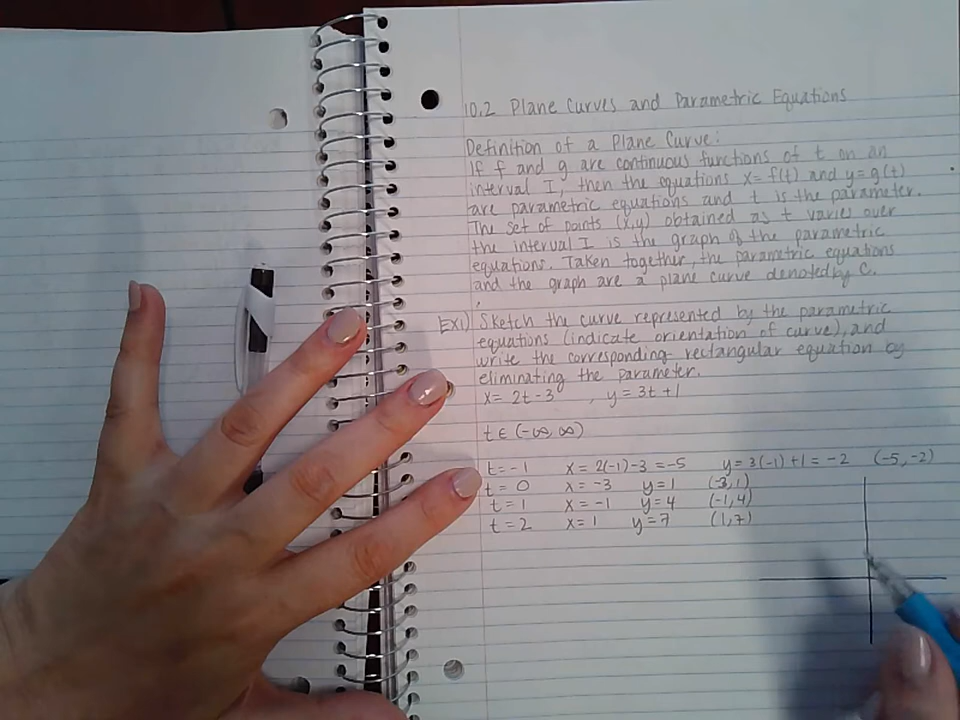 10.2 Plane Curves and Parametric Equations
Definition of a Plane Curve:
If f and g are continuous functions of t on an
interval I, then the equations x=f(t) and y=g(t)
are parametric equations and t is the parameter.
The set of points (x,y) obtained as t varies over
the interval I is the graph of the parametric
equations. Taken together, the parametric equations
and the graph are a plane curve denoted by C.
EX1) Sketch the curve represented by the parametric
equations (indicate orientation of curve), and
write the corresponding rectangular equation by
eliminating the parameter.
x= 2t-3 , y=3t+1
t∈(-∞,∞)
t=-1 x=2(-1)-3=-5 y=3(-1)+1=-2 (-5,-2)
t=0 x=-3 y=1 (-3,1)
t=1 x=-1 y=4 (-1,4)
t=2 x=1 y=7 (1,7)